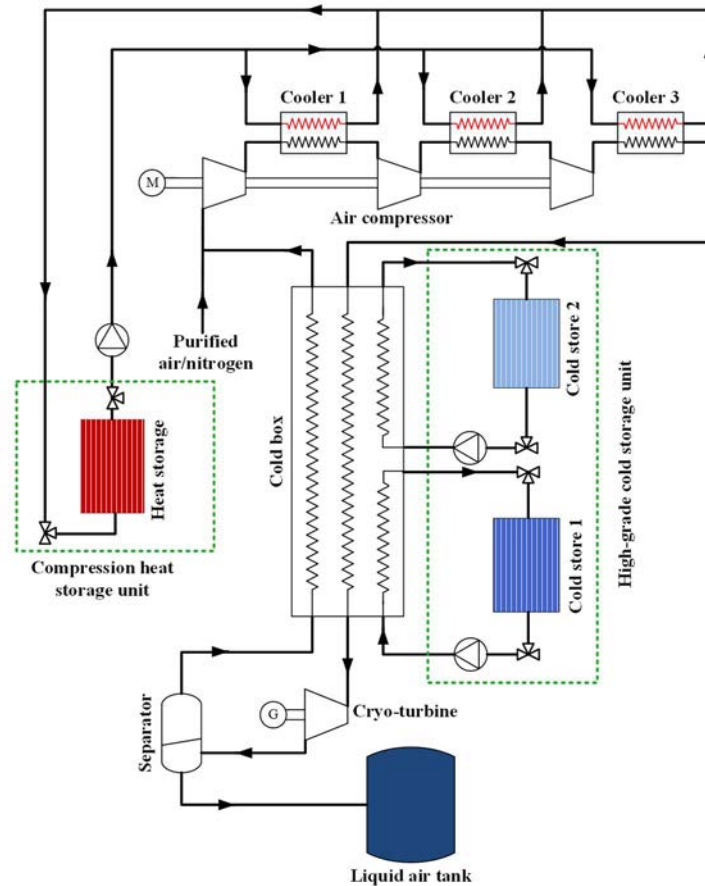 Cooler 1
Cooler 2
Cooler 3
M
Air compressor
Purified
air/nitrogen
Cold box
Cold store 2
Heat storage
Cold store 1
High-grade cold storage unit
Compression heat
storage unit
Separator
G
Cryo-turbine
Liquid air tank